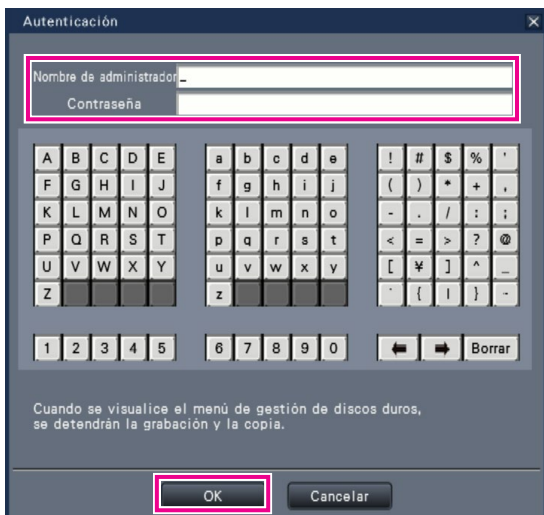 Autenticación
Nombre de administrador _
Contraseña
A B C D E a b c d e ! # $ % '
F G H I J f g h i j ( ) * + ,
K L M N O k l m n o - . / : ;
P Q R S T p q r s t < = > ? @
U V W X Y u v w x y [ ¥ ] ^ _
Z z ` { | } ~
1 2 3 4 5 6 7 8 9 0 ← → Borrar
Cuando se visualice el menú de gestión de discos duros,
se detendrán la grabación y la copia.
OK Cancelar